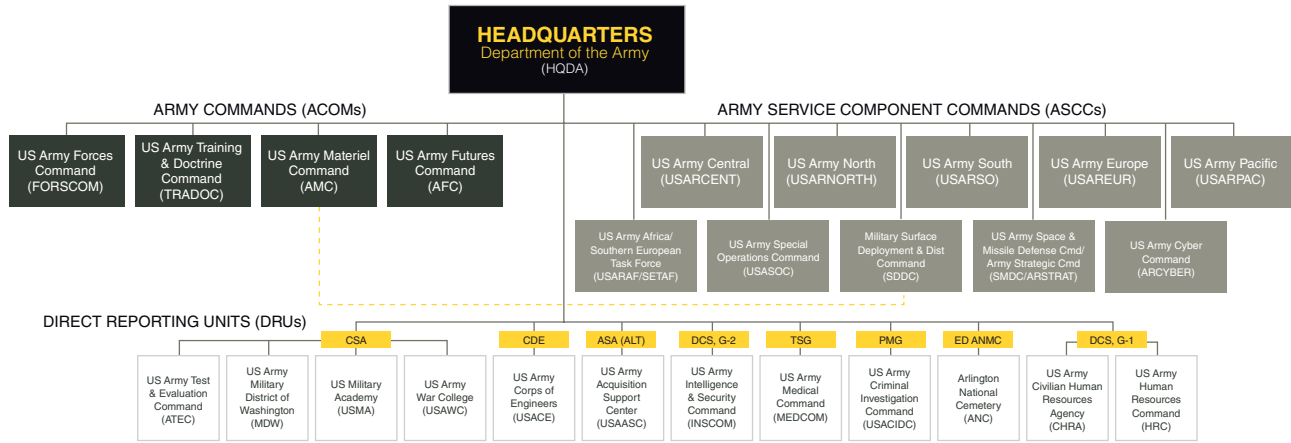 HEADQUARTERS
Department of the Army
(HQDA)
ARMY COMMANDS (ACOMs)
ARMY SERVICE COMPONENT COMMANDS (ASCCs)
US Army Forces
Command
(FORSCOM)
US Army Training
& Doctrine
Command
(TRADOC)
US Army Materiel
Command
(AMC)
US Army Futures
Command
(AFC)
US Army Central
(USARCENT)
US Army North
(USARNORTH)
US Army South
(USARSO)
US Army Europe
(USAREUR)
US Army Pacific
(USARPAC)
US Army Africa/
Southern European
Task Force
(USARAF/SETAF)
US Army Special
Operations Command
(USASOC)
Military Surface
Deployment & Dist
Command
(SDDC)
US Army Space &
Missile Defense Cmd/
Army Strategic Cmd
(SMDC/ARSTRAT)
US Army Cyber
Command
(ARCYBER)
DIRECT REPORTING UNITS (DRUs)
CSA
CDE
ASA (ALT)
DCS, G-2
TSG
PMG
ED ANMC
DCS, G-1
US Army Test
& Evaluation
Command
(ATEC)
US Army
Military
District of
Washington
(MDW)
US Military
Academy
(USMA)
US Army
War College
(USAWC)
US Army
Corps of
Engineers
(USACE)
US Army
Acquisition
Support
Center
(USAASC)
US Army
Intelligence
& Security
Command
(INSCOM)
US Army
Medical
Command
(MEDCOM)
US Army
Criminal
Investigation
Command
(USACIDC)
Arlington
National
Cemetery
(ANC)
US Army
Civilian Human
Resources
Agency
(CHRA)
US Army
Human
Resources
Command
(HRC)